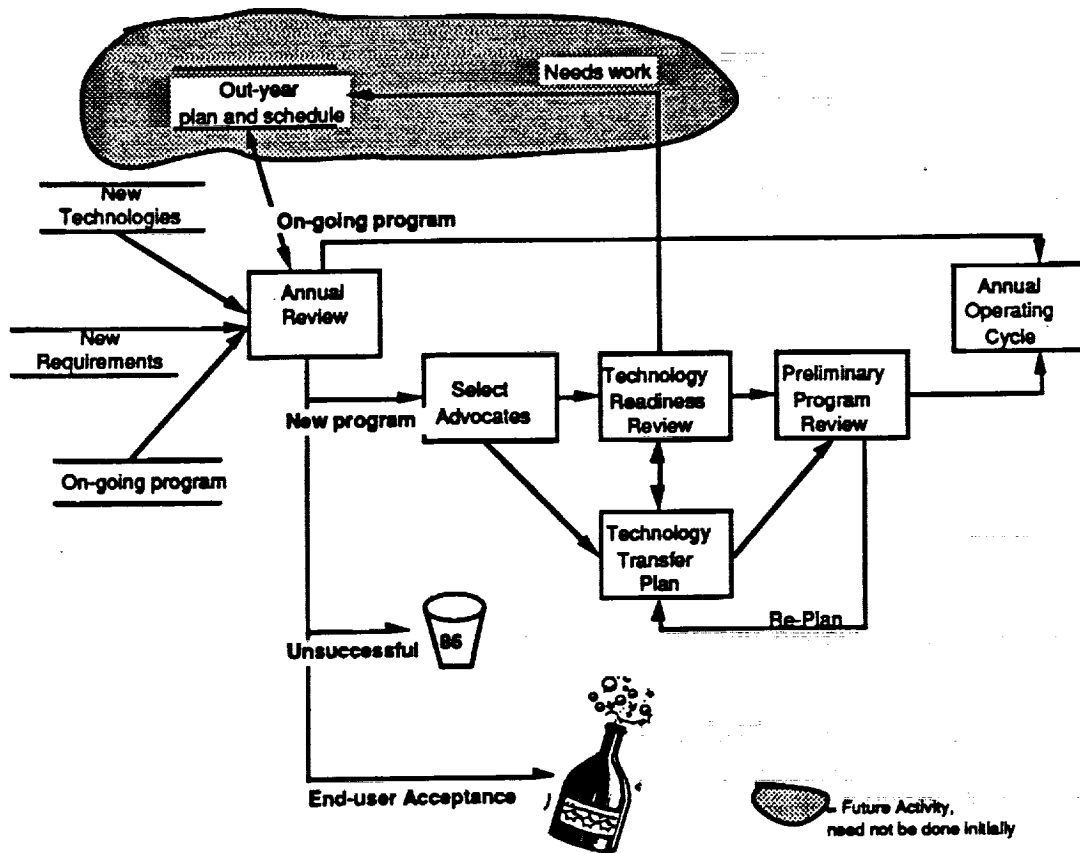 Needs work
Out-year
plan and schedule
New
Technologies
On-going program
Annual
Review
Annual
Operating
Cycle
New
Requirements
New program
Select
Advocates
Technology
Readiness
Review
Preliminary
Program
Review
On-going program
Technology
Transfer
Plan
Re-Plan
Unsuccessful
86
End-user Acceptance
- Future Activity,
need not be done initially